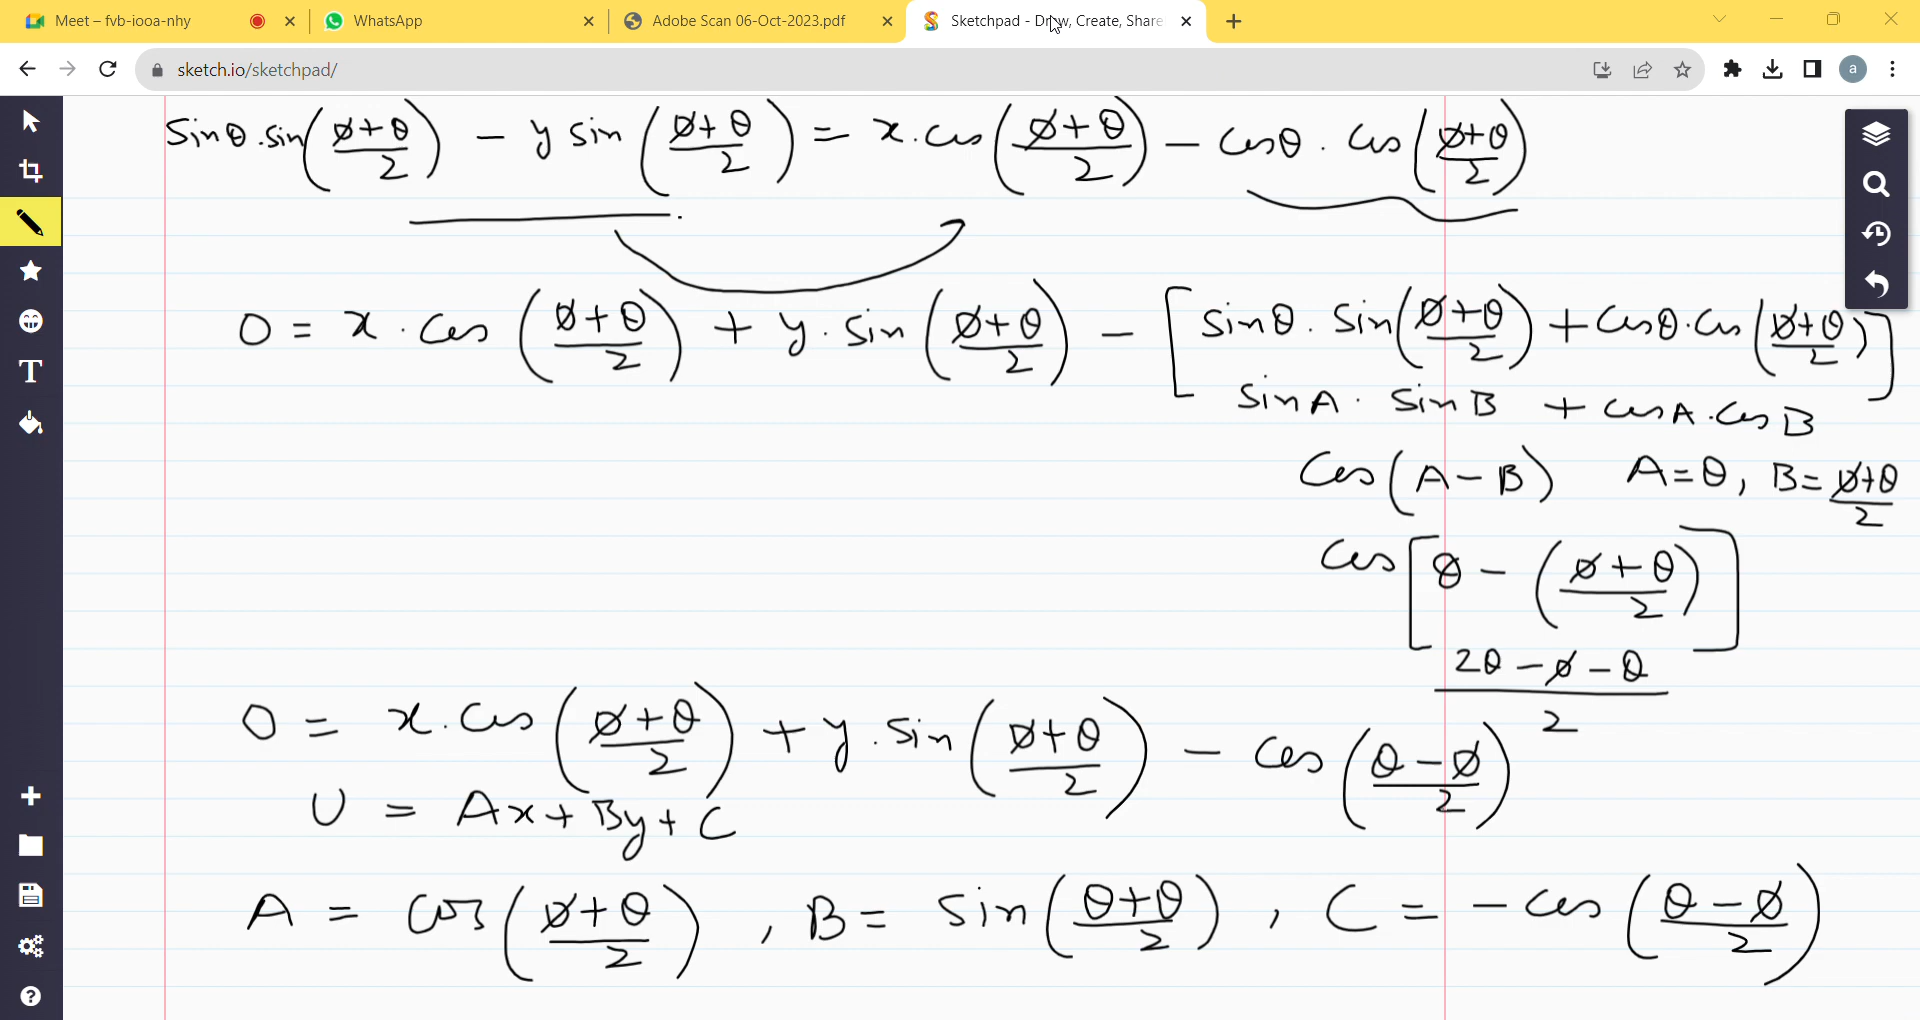 Meet – fvb-iooa-nhy
WhatsApp
Adobe Scan 06-Oct-2023.pdf
Sketchpad - Draw, Create, Share
sketch.io/sketchpad/
a
sinθ.sin((ϕ+θ)/2) − y sin((ϕ+θ)/2) = x.cos((ϕ+θ)/2) − cosθ.cos((ϕ+θ)/2)
0 = x.cos((ϕ+θ)/2) + y.sin((ϕ+θ)/2) − [sinθ.sin((ϕ+θ)/2) + cosθ.cos((ϕ+θ)/2)]
sinA.sinB + cosA.cosB
cos(A−B) A=θ, B=(ϕ+θ)/2
cos[θ − ((ϕ+θ)/2)]
(2θ−ϕ−θ)/2
0 = x.cos((ϕ+θ)/2) + y.sin((ϕ+θ)/2) − cos((θ−ϕ)/2)
0 = Ax+By+C
A = cos((ϕ+θ)/2), B = sin((θ+θ)/2), C = −cos((θ−ϕ)/2)
T
?